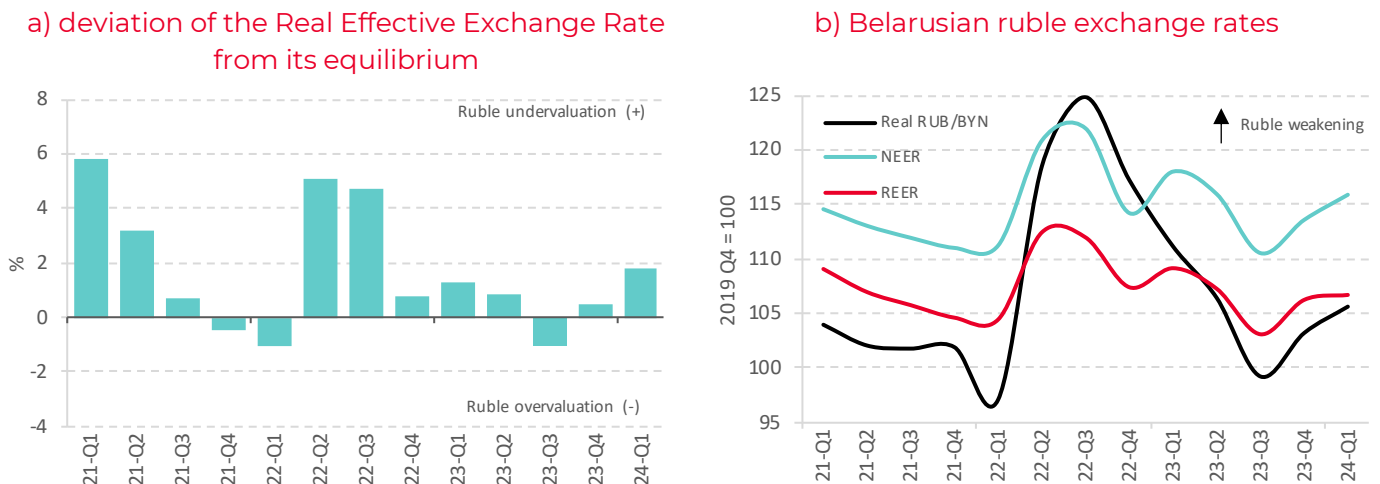 a) deviation of the Real Effective Exchange Rate
from its equilibrium
8
6
4
2
0
-2
-4
%
Ruble undervaluation (+)
Ruble overvaluation (-)
21-Q1
21-Q2
21-Q3
21-Q4
22-Q1
22-Q2
22-Q3
22-Q4
23-Q1
23-Q2
23-Q3
23-Q4
24-Q1
b) Belarusian ruble exchange rates
125
120
115
110
105
100
95
2019 Q4 = 100
Real RUB/BYN
NEER
REER
Ruble weakening
21-Q1
21-Q2
21-Q3
21-Q4
22-Q1
22-Q2
22-Q3
22-Q4
23-Q1
23-Q2
23-Q3
23-Q4
24-Q1